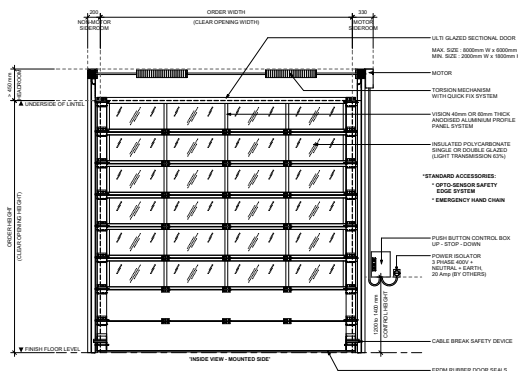 200
ORDER WIDTH
330
(CLEAR OPENING WIDTH)
NON-MOTOR
SIDEROOM
MOTOR
SIDEROOM
ULTI GLAZED SECTIONAL DOOR
MAX. SIZE : 8000mm W x 6000mm
MIN. SIZE : 2000mm W x 1800mm
> 450 mm
HEADROOM
MOTOR
TORSION MECHANISM
WITH QUICK FIX SYSTEM
UNDERSIDE OF LINTEL
VISION 40mm OR 80mm THICK
ANODISED ALUMINIUM PROFILE
PANEL SYSTEM
INSULATED POLYCARBONATE
SINGLE OR DOUBLE GLAZED
(LIGHT TRANSMISSION 63%)
*STANDARD ACCESSORIES:
* OPTO-SENSOR SAFETY
EDGE SYSTEM
* EMERGENCY HAND CHAIN
ORDER HEIGHT
(CLEAR OPENING HEIGHT)
PUSH BUTTON CONTROL BOX
UP - STOP - DOWN
POWER ISOLATOR
3 PHASE 400V +
NEUTRAL + EARTH,
20 Amp (BY OTHERS)
1200 to 1400 mm
CONTROL HEIGHT
CABLE BREAK SAFETY DEVICE
FINISH FLOOR LEVEL
'INSIDE VIEW - MOUNTED SIDE'
EPDM RUBBER DOOR SEALS